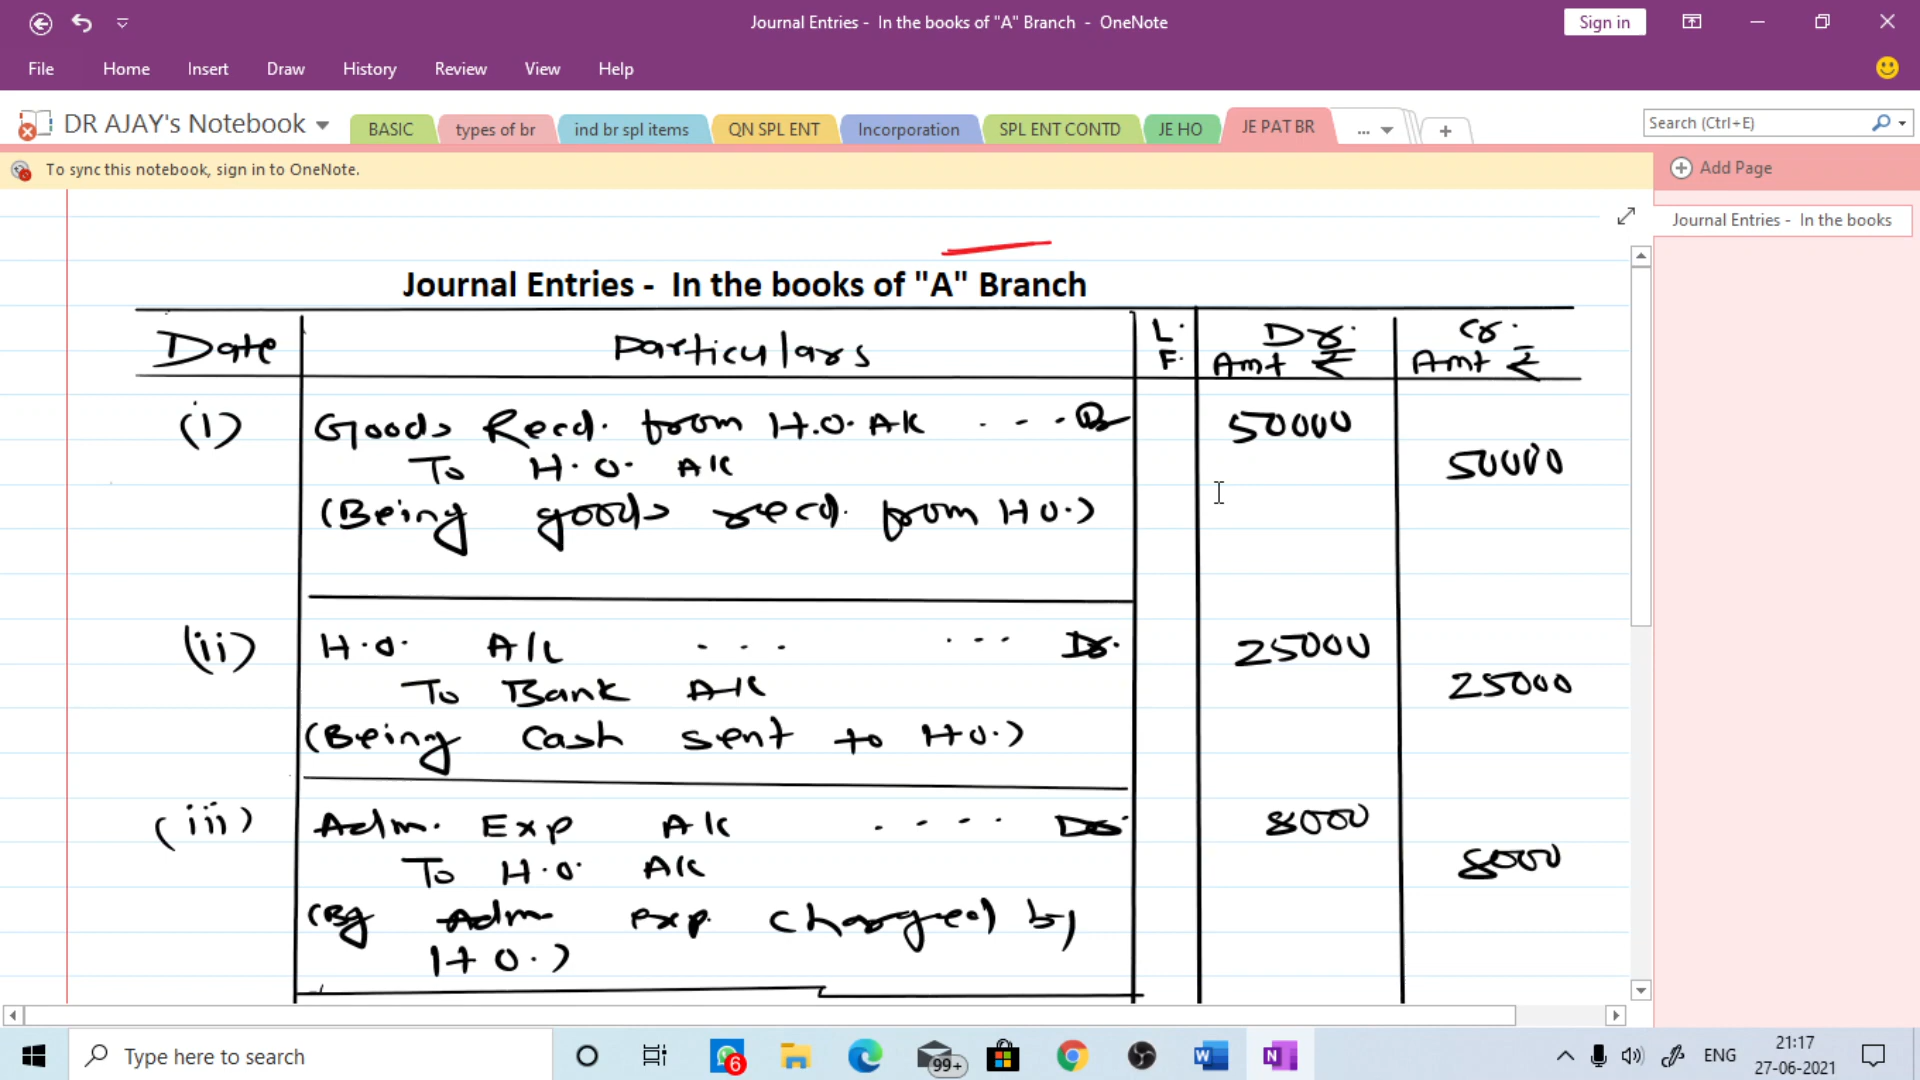 Journal Entries - In the books of "A" Branch - OneNote
Sign in
File Home Insert Draw History Review View Help
DR AJAY's Notebook
BASIC types of br ind br spl items QN SPL ENT Incorporation SPL ENT CONTD JE HO JE PAT BR ... +
Search (Ctrl+E)
To sync this notebook, sign in to OneNote.
Add Page
Journal Entries - In the books
Journal Entries - In the books of "A" Branch
Date Particulars L. F. Dr. Amt ₹ Cr. Amt ₹
(i) Goods Recd. from H.O. A/c ....Dr 50000
To H.O. A/c 50000
(Being goods recd. from H O.)
(ii) H.O. A/c ... ... Dr. 25000
To Bank A/c 25000
(Being cash sent to HO.)
(iii) Adm. Exp A/c .... Dr. 8000
To H.O. A/c 8000
(Bg Adm exp. charged by
H O.)
Type here to search
6
99+
ENG
21:17
27-06-2021